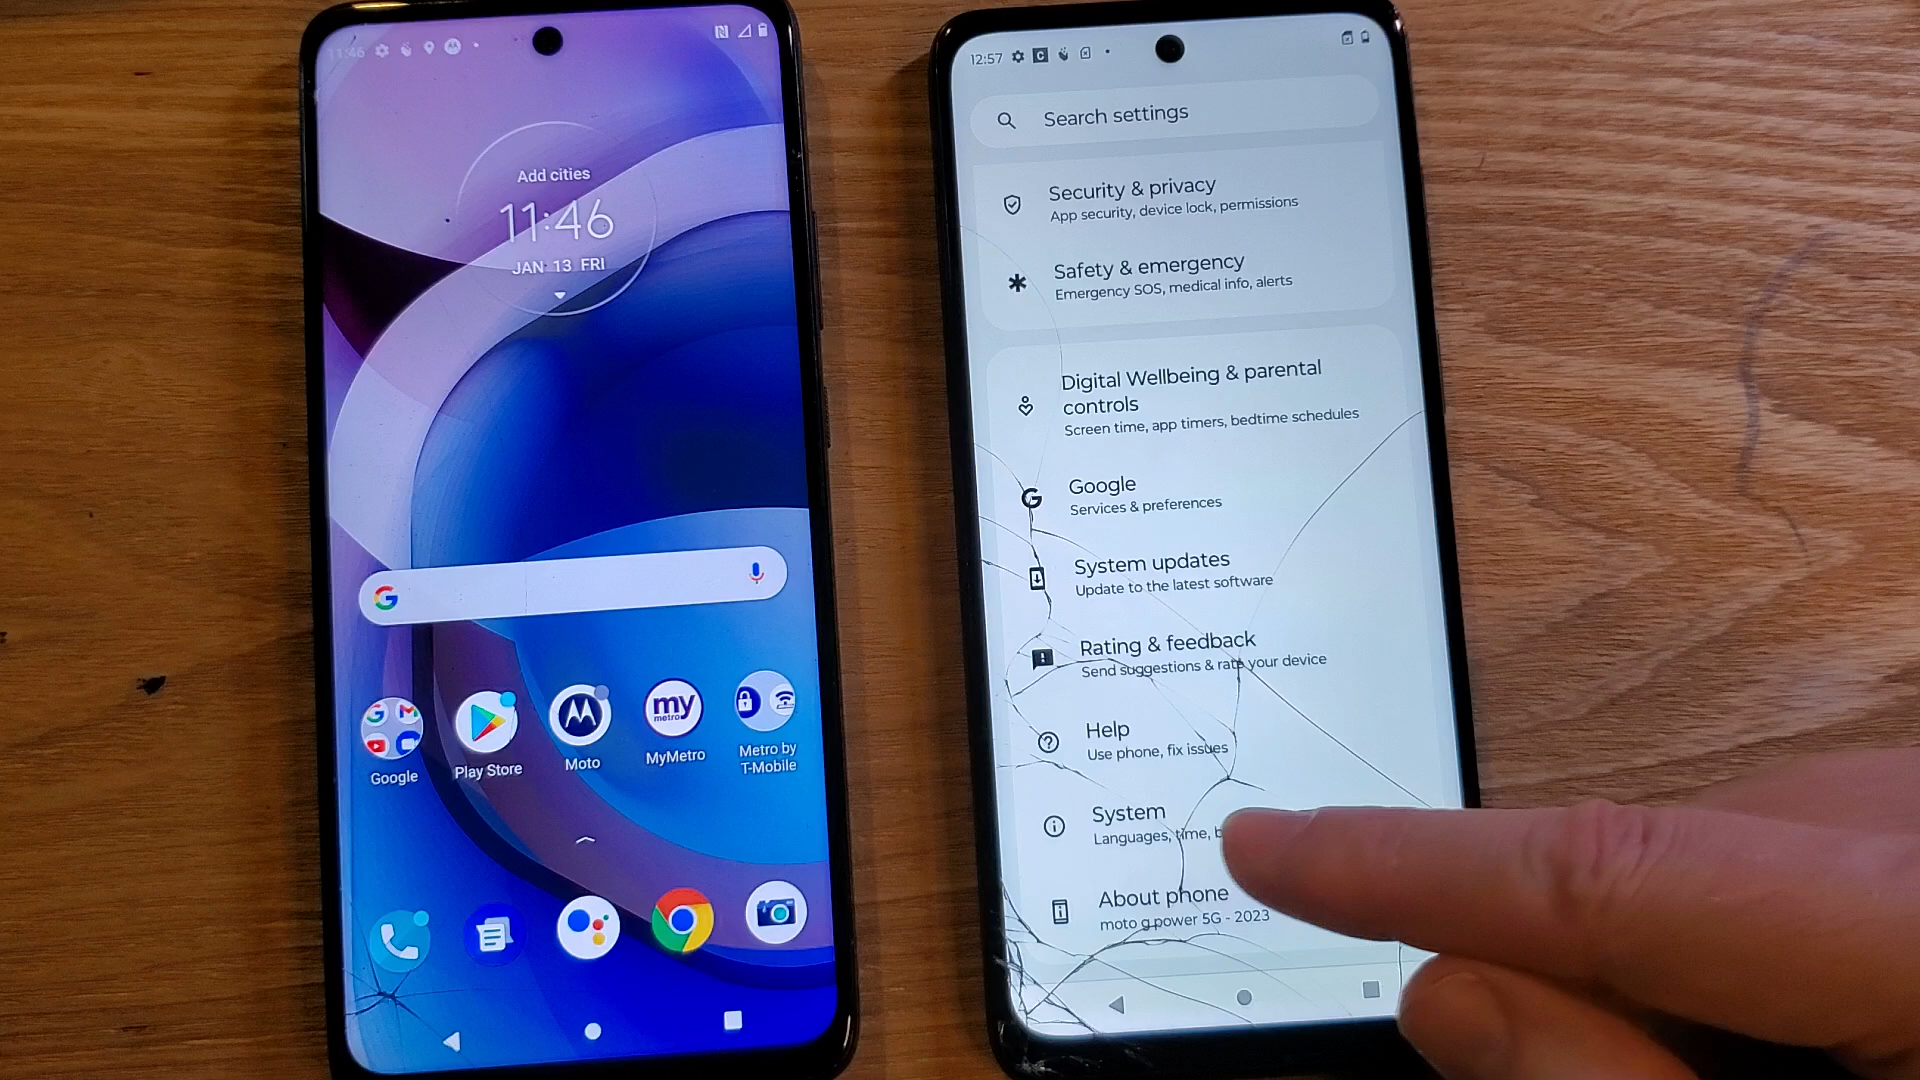 11:46
Add cities
11:46
JAN 13 FRI
Google
Play Store
Moto
my
metro
MyMetro
Metro by
T-Mobile
12:57
Search settings
Security & privacy
App security, device lock, permissions
Safety & emergency
Emergency SOS, medical info, alerts
Digital Wellbeing & parental
controls
Screen time, app timers, bedtime schedules
Google
Services & preferences
System updates
Update to the latest software
Rating & feedback
Send suggestions & rate your device
Help
Use phone, fix issues
System
Languages, time, b
About phone
moto g power 5G - 2023